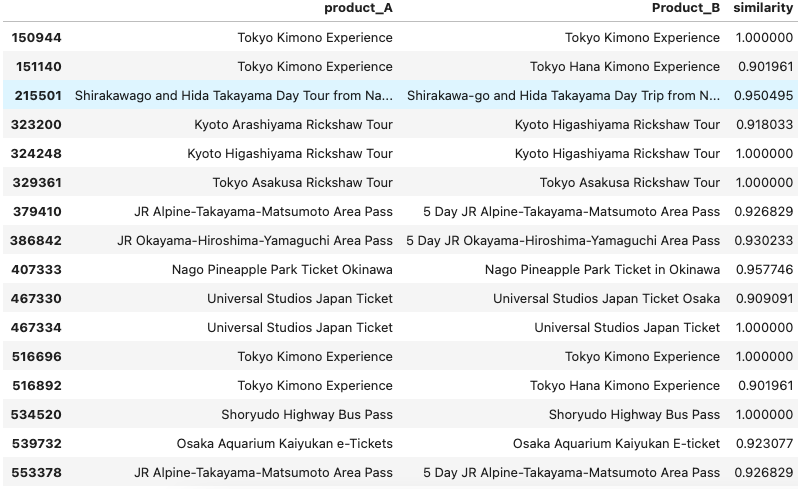 product_A Product_B similarity
150944 Tokyo Kimono Experience Tokyo Kimono Experience 1.000000
151140 Tokyo Kimono Experience Tokyo Hana Kimono Experience 0.901961
215501 Shirakawago and Hida Takayama Day Tour from Na... Shirakawa-go and Hida Takayama Day Trip from N... 0.950495
323200 Kyoto Arashiyama Rickshaw Tour Kyoto Higashiyama Rickshaw Tour 0.918033
324248 Kyoto Higashiyama Rickshaw Tour Kyoto Higashiyama Rickshaw Tour 1.000000
329361 Tokyo Asakusa Rickshaw Tour Tokyo Asakusa Rickshaw Tour 1.000000
379410 JR Alpine-Takayama-Matsumoto Area Pass 5 Day JR Alpine-Takayama-Matsumoto Area Pass 0.926829
386842 JR Okayama-Hiroshima-Yamaguchi Area Pass 5 Day JR Okayama-Hiroshima-Yamaguchi Area Pass 0.930233
407333 Nago Pineapple Park Ticket Okinawa Nago Pineapple Park Ticket in Okinawa 0.957746
467330 Universal Studios Japan Ticket Universal Studios Japan Ticket Osaka 0.909091
467334 Universal Studios Japan Ticket Universal Studios Japan Ticket 1.000000
516696 Tokyo Kimono Experience Tokyo Kimono Experience 1.000000
516892 Tokyo Kimono Experience Tokyo Hana Kimono Experience 0.901961
534520 Shoryudo Highway Bus Pass Shoryudo Highway Bus Pass 1.000000
539732 Osaka Aquarium Kaiyukan e-Tickets Osaka Aquarium Kaiyukan E-ticket 0.923077
553378 JR Alpine-Takayama-Matsumoto Area Pass 5 Day JR Alpine-Takayama-Matsumoto Area Pass 0.926829